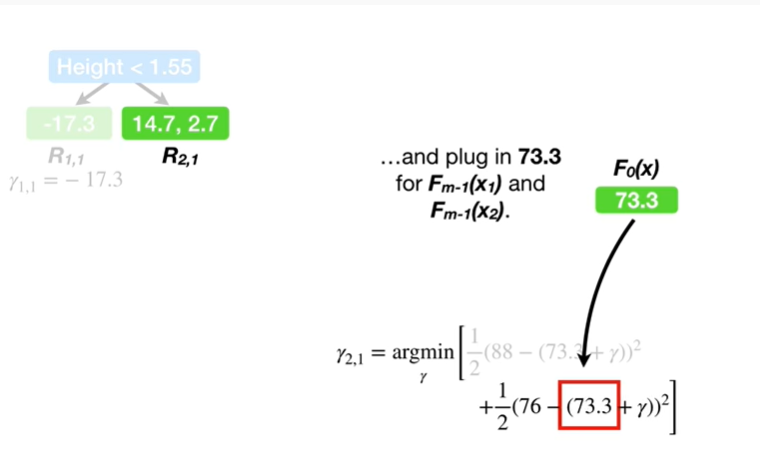 Height < 1.55
-17.3
14.7, 2.7
R1,1
R2,1
γ1,1 = − 17.3
...and plug in 73.3
for Fm-1(x1) and
Fm-1(x2).
F0(x)
73.3
γ2,1 = argmin [ 1/2 (88 − (73.3 + γ))²
γ
+ 1/2 (76 − (73.3 + γ))² ]